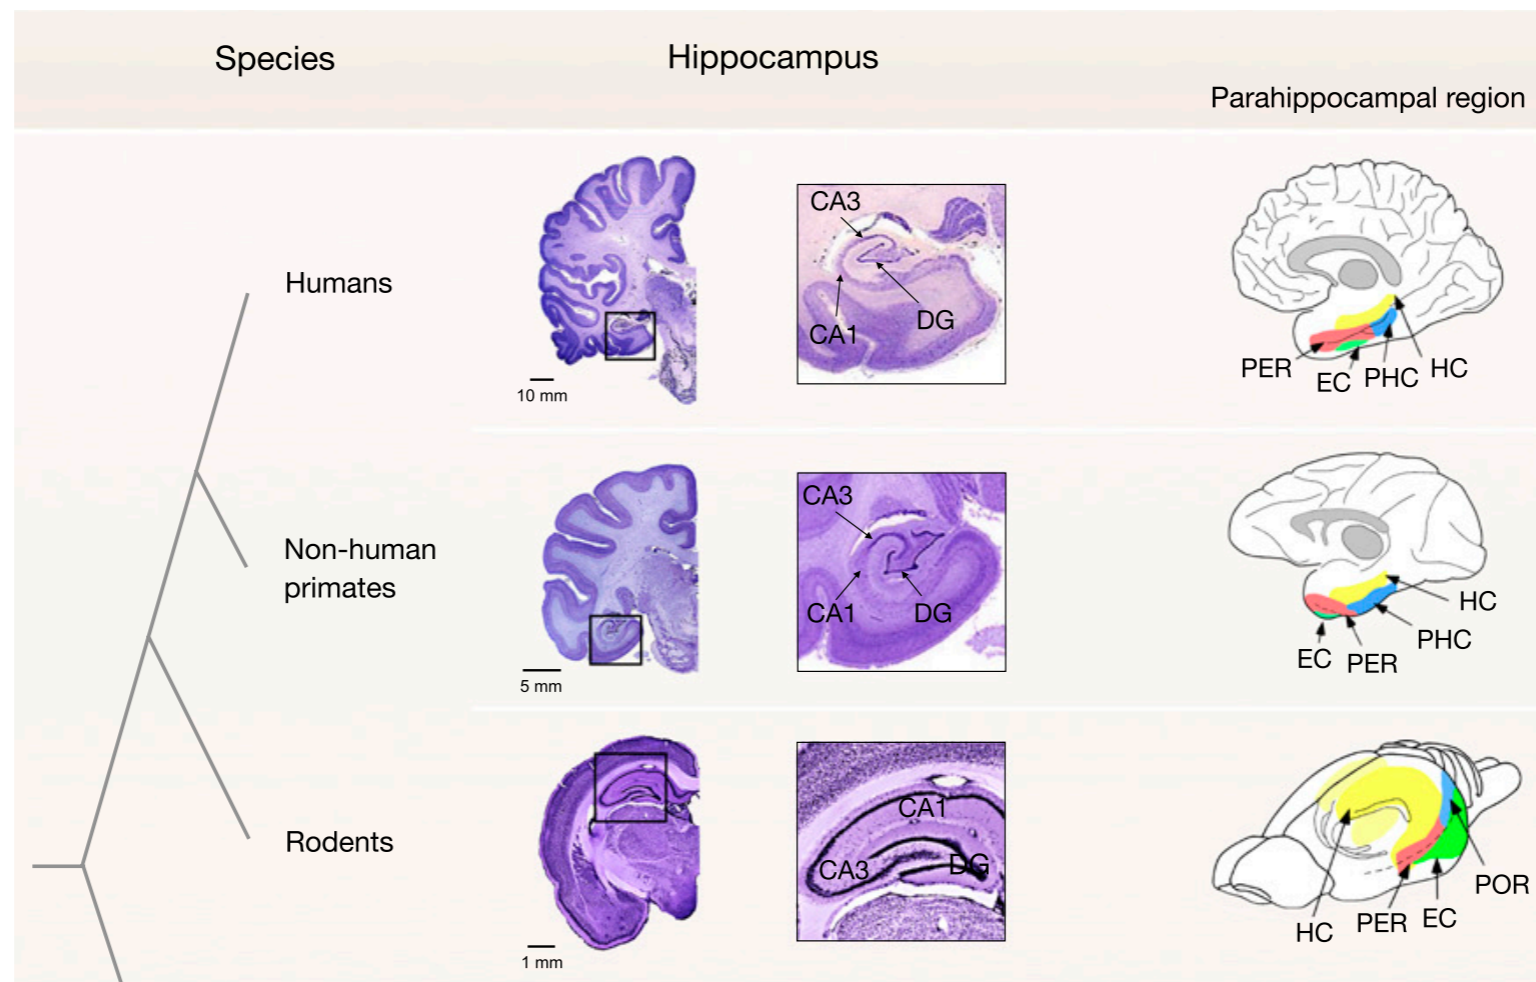 Species
Hippocampus
Parahippocampal region
Humans
10 mm
CA3
CA1
DG
PER
EC
PHC
HC
Non-human
primates
5 mm
CA3
CA1
DG
HC
PHC
EC
PER
Rodents
1 mm
CA1
CA3
DG
POR
EC
PER
HC